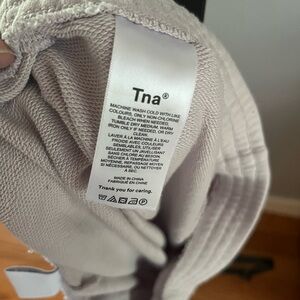 Tna®
MACHINE WASH COLD WITH LIKE
COLOURS, ONLY NON-CHLORINE
BLEACH WHEN NEEDED
TUMBLE DRY MEDIUM, WARM
IRON ONLY IF NEEDED, OR DRY
CLEAN.
LAVER À LA MACHINE À L'EAU
FROIDE AVEC COULEURS
SEMBLABLES, UTILISER
SEULEMENT UN JAVELLISANT
SANS CHLORE AU BESOIN
SÉCHER À TEMPÉRATURE
MOYENNE, REPASSAGE MOYEN
SI NÉCESSAIRE, OU NETTOYER
À SEC.
MADE IN CHINA
FABRIQUÉ EN CHINE
Thank you for caring.